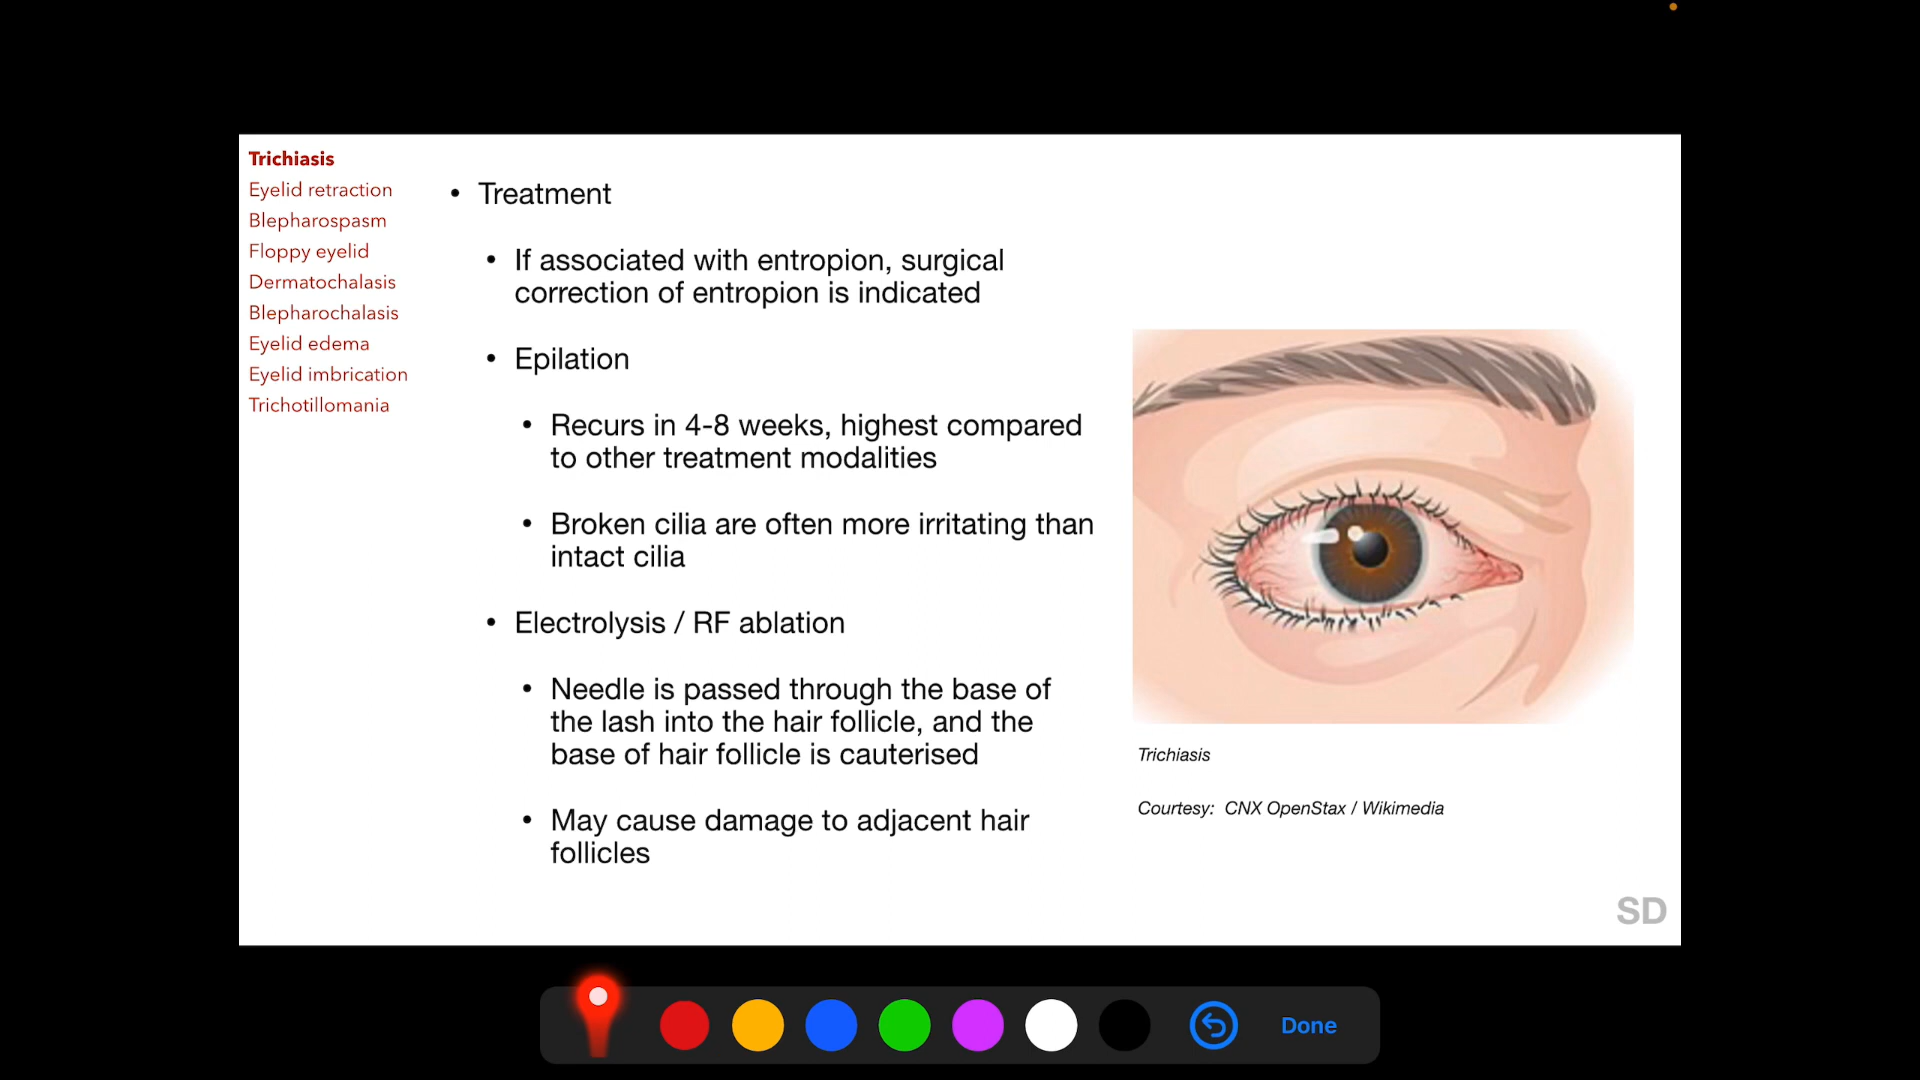 Trichiasis
Eyelid retraction
Blepharospasm
Floppy eyelid
Dermatochalasis
Blepharochalasis
Eyelid edema
Eyelid imbrication
Trichotillomania
• Treatment
• If associated with entropion, surgical
correction of entropion is indicated
• Epilation
• Recurs in 4-8 weeks, highest compared
to other treatment modalities
• Broken cilia are often more irritating than
intact cilia
• Electrolysis / RF ablation
• Needle is passed through the base of
the lash into the hair follicle, and the
base of hair follicle is cauterised
• May cause damage to adjacent hair
follicles
Trichiasis
Courtesy: CNX OpenStax / Wikimedia
SD
Done